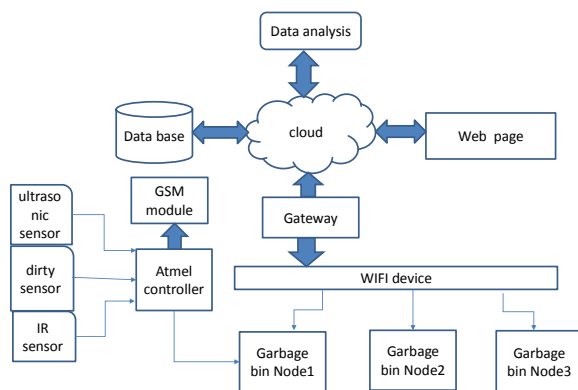 Data analysis
cloud
Data base
Web page
GSM
module
Gateway
ultraso
nic
sensor
dirty
sensor
IR
sensor
Atmel
controller
WIFI device
Garbage
bin Node1
Garbage
bin Node2
Garbage
bin Node3